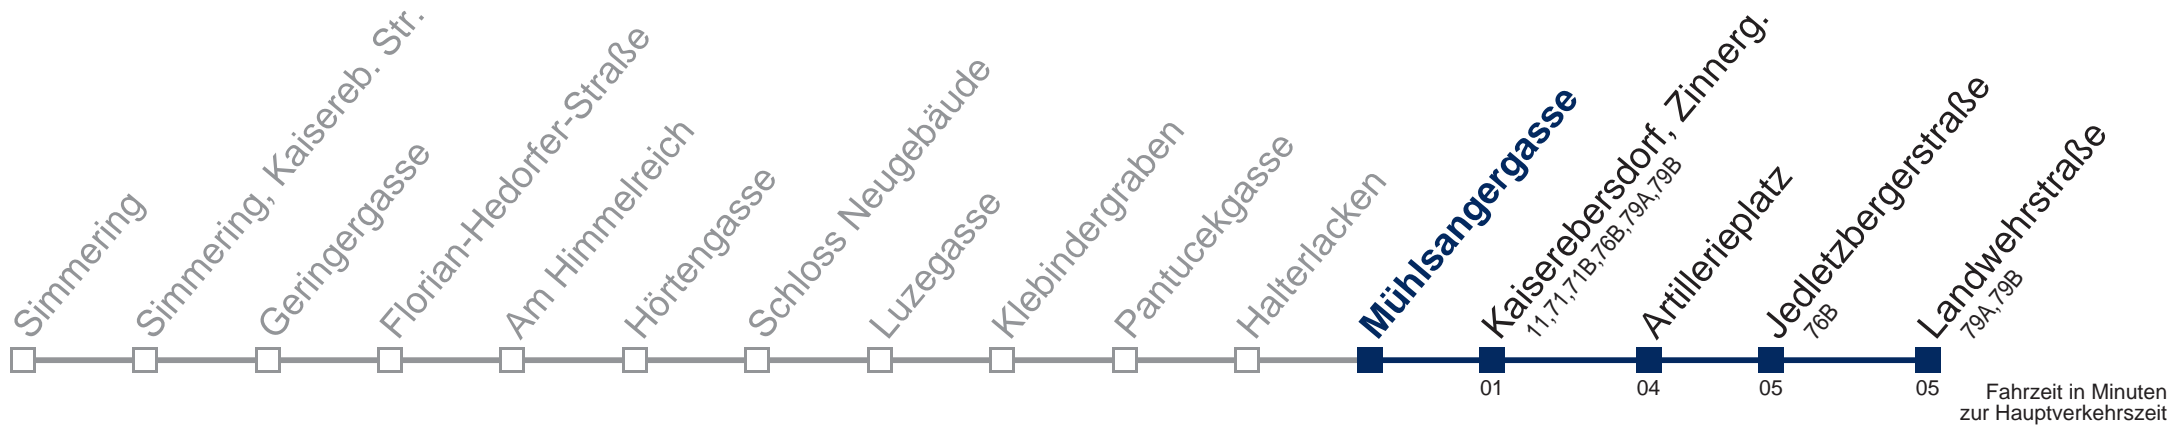 Simmering
Simmering, Kaisereb. Str.
Geringergasse
Florian-Hedorfer-Straße
Am Himmelreich
Hörtengasse
Schloss Neugebäude
Luzegasse
Klebindergraben
Pantucekgasse
Halterlacken
Mühlsangergasse
Kaiserebersdorf, Zinnerg.
11,71,71B,76B,79A,79B
Artillerieplatz
Jedletzbergerstraße
76B
Landwehrstraße
79A,79B
01
04
05
05
Fahrzeit in Minuten
zur Hauptverkehrszeit